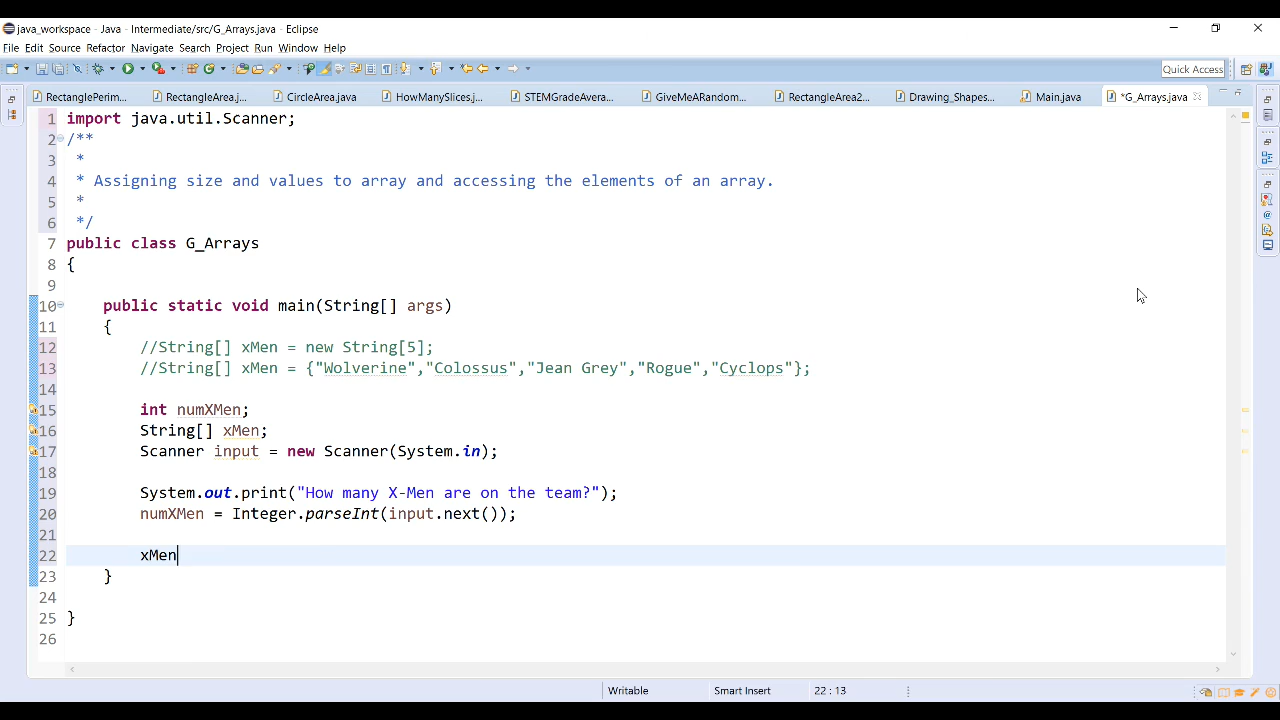 java_workspace - Java - Intermediate/src/G_Arrays.java - Eclipse
File Edit Source Refactor Navigate Search Project Run Window Help
Quick Access
RectanglePerim... RectangleArea.j... CircleArea.java HowManySlices.j... STEMGradeAvera... GiveMeARandom... RectangleArea2... Drawing_Shapes... Main.java *G_Arrays.java
1 import java.util.Scanner;
2 /**
3 *
4 * Assigning size and values to array and accessing the elements of an array.
5 *
6 */
7 public class G_Arrays
8 {
9
10 public static void main(String[] args)
11 {
12 //String[] xMen = new String[5];
13 //String[] xMen = {"Wolverine","Colossus","Jean Grey","Rogue","Cyclops"};
14
15 int numXMen;
16 String[] xMen;
17 Scanner input = new Scanner(System.in);
18
19 System.out.print("How many X-Men are on the team?");
20 numXMen = Integer.parseInt(input.next());
21
22 xMen
23 }
24
25 }
26
Writable Smart Insert 22 : 13